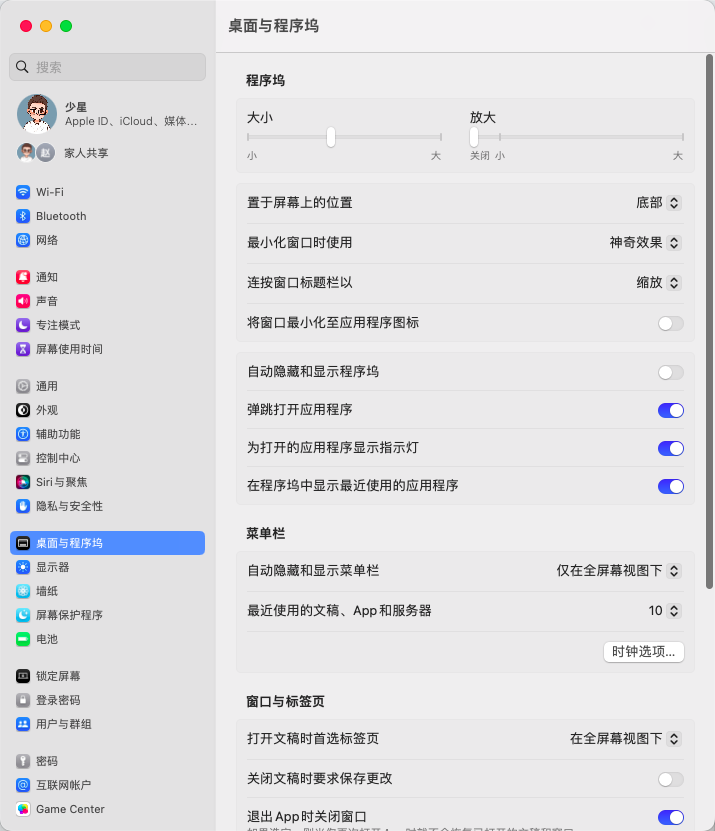 搜索
少星
Apple ID、iCloud、媒体...
赵
家人共享
Wi-Fi
Bluetooth
网络
通知
声音
专注模式
屏幕使用时间
通用
外观
辅助功能
控制中心
Siri与聚焦
隐私与安全性
桌面与程序坞
显示器
墙纸
屏幕保护程序
电池
锁定屏幕
登录密码
用户与群组
密码
互联网帐户
Game Center
桌面与程序坞
程序坞
大小 放大
小 大 关闭 小 大
置于屏幕上的位置 底部
最小化窗口时使用 神奇效果
连按窗口标题栏以 缩放
将窗口最小化至应用程序图标
自动隐藏和显示程序坞
弹跳打开应用程序
为打开的应用程序显示指示灯
在程序坞中显示最近使用的应用程序
菜单栏
自动隐藏和显示菜单栏 仅在全屏幕视图下
最近使用的文稿、App和服务器 10
时钟选项...
窗口与标签页
打开文稿时首选标签页 在全屏幕视图下
关闭文稿时要求保存更改
退出App时关闭窗口